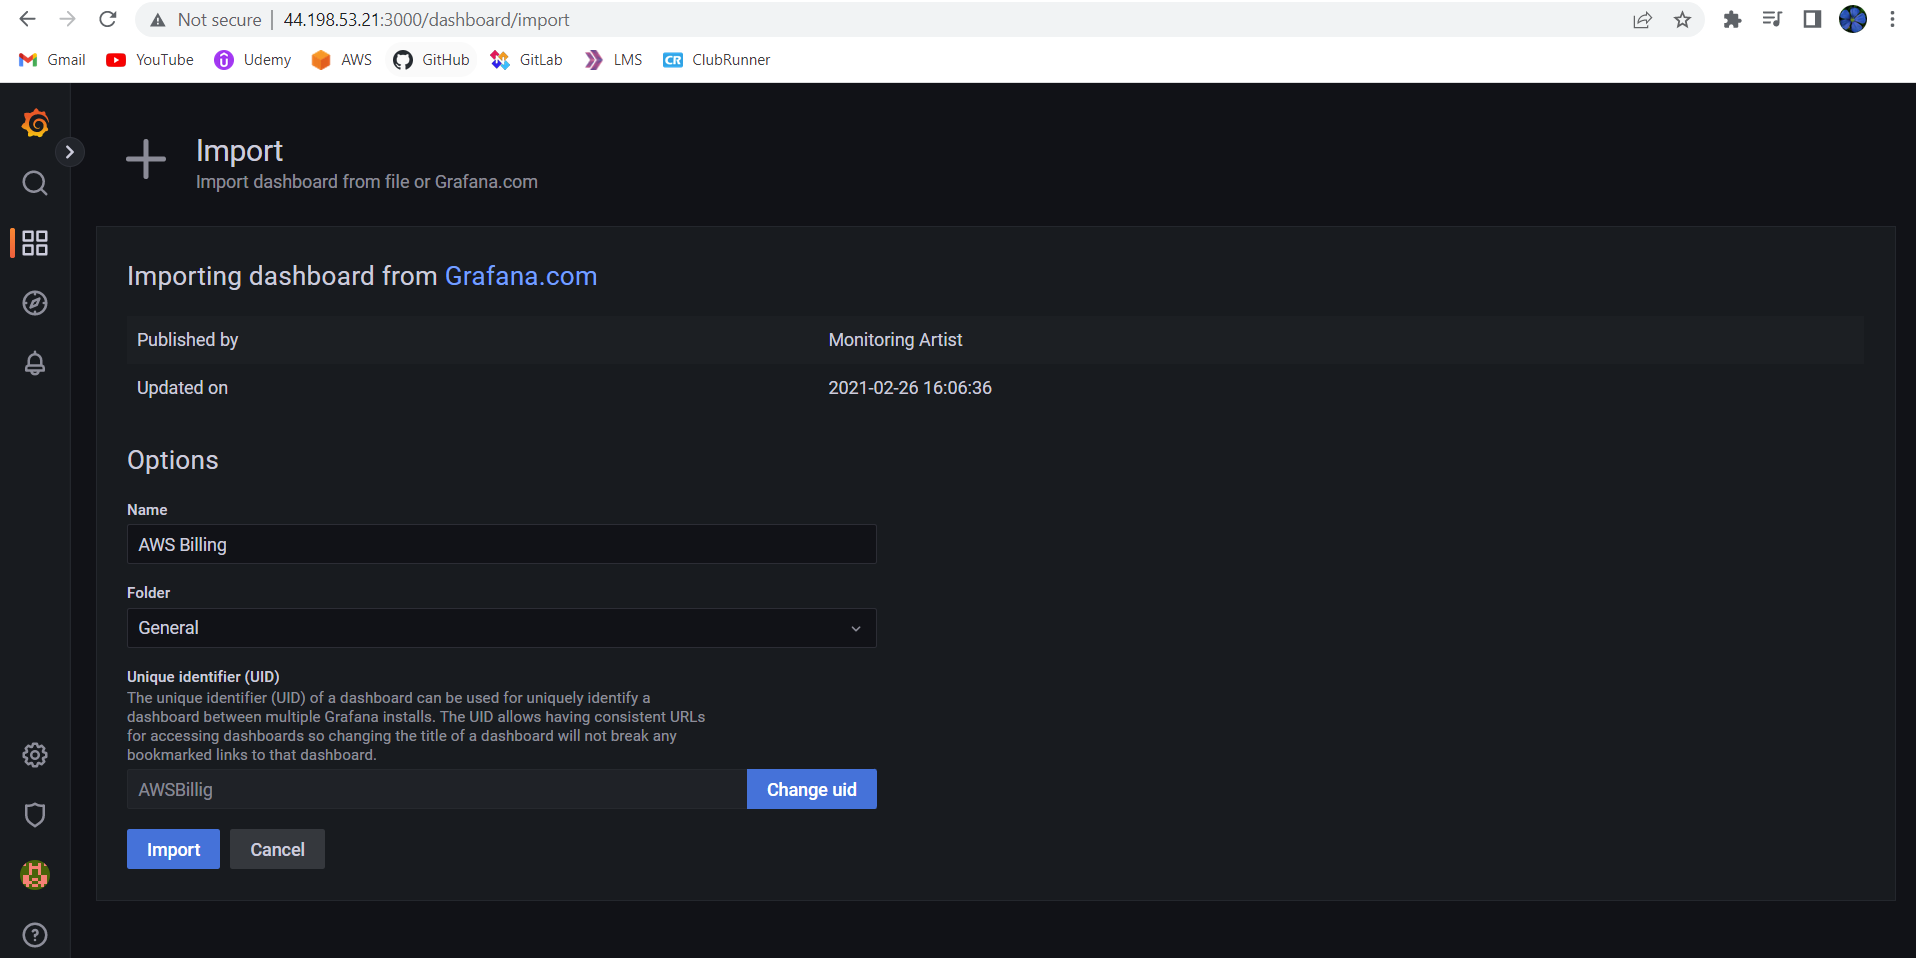 Not secure | 44.198.53.21:3000/dashboard/import
Gmail YouTube Udemy AWS GitHub GitLab LMS CR ClubRunner
Import
Import dashboard from file or Grafana.com
Importing dashboard from Grafana.com
Published by Monitoring Artist
Updated on 2021-02-26 16:06:36
Options
Name
AWS Billing
Folder
General
Unique identifier (UID)
The unique identifier (UID) of a dashboard can be used for uniquely identify a
dashboard between multiple Grafana installs. The UID allows having consistent URLs
for accessing dashboards so changing the title of a dashboard will not break any
bookmarked links to that dashboard.
AWSBillig Change uid
Import Cancel